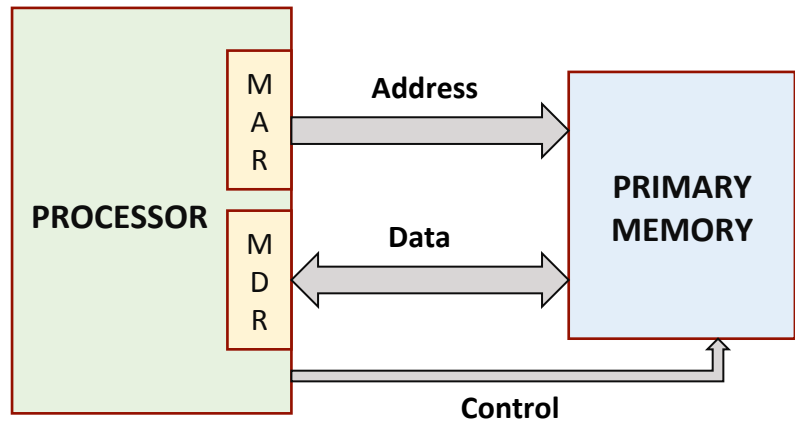 PROCESSOR
M
A
R
M
D
R
Address
Data
Control
PRIMARY
MEMORY